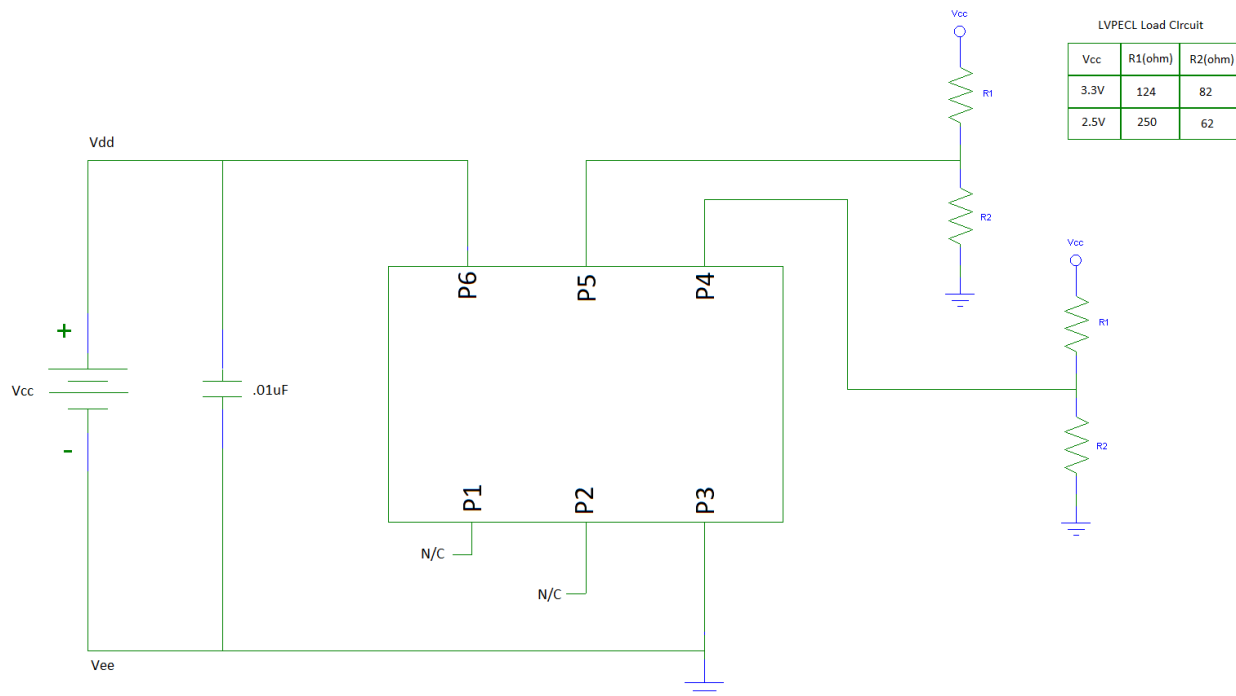 Vcc
LVPECL Load CIrcuit
Vcc R1(ohm) R2(ohm)
3.3V 124 82
2.5V 250 62
R1
Vdd
R2
Vcc
P6 P5 P4
R1
+
Vcc
.01uF
-
R2
P1 P2 P3
N/C
N/C
Vee